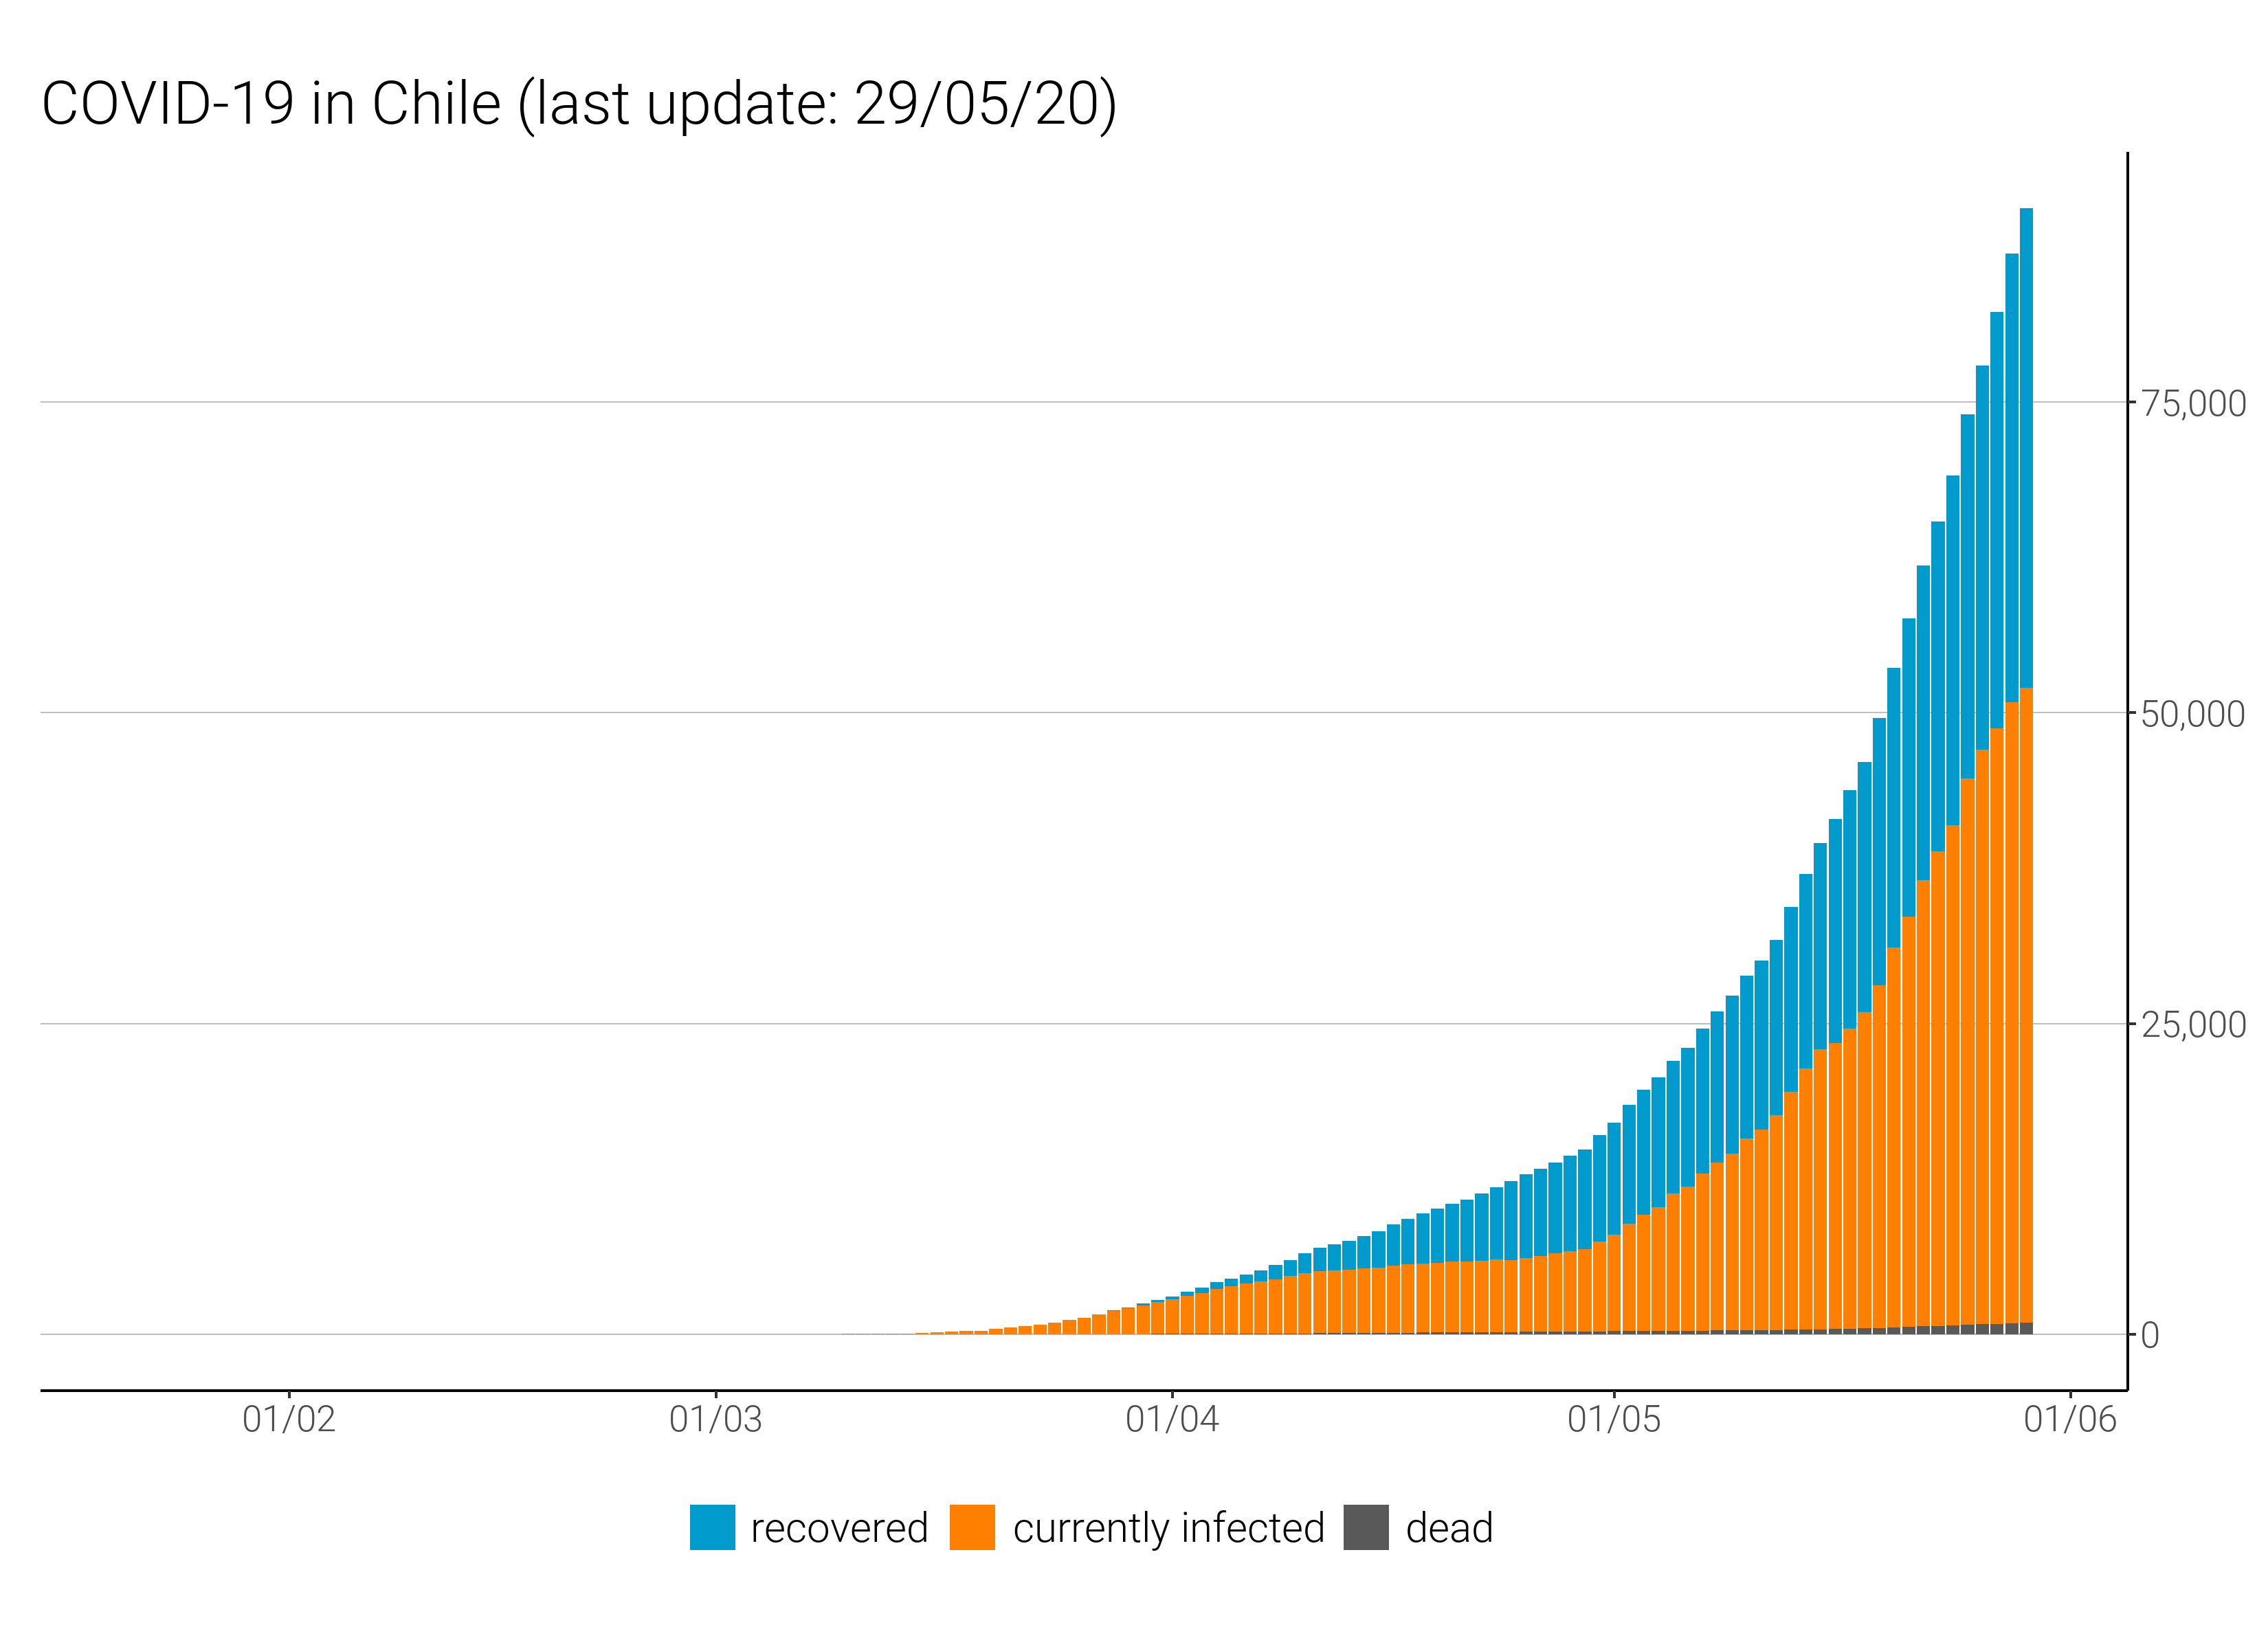 COVID-19 in Chile (last update: 29/05/20)
75,000
50,000
25,000
0
01/02 01/03 01/04 01/05 01/06
recovered currently infected dead